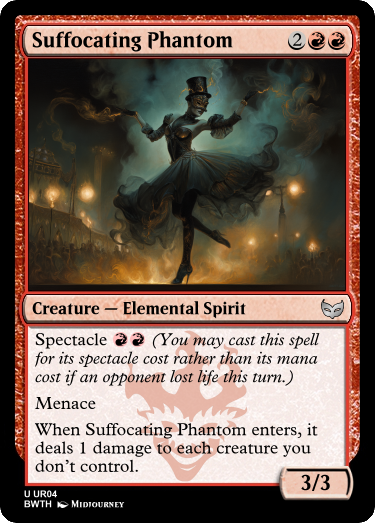 Suffocating Phantom 2
Creature — Elemental Spirit
Spectacle (You may cast this spell
for its spectacle cost rather than its mana
cost if an opponent lost life this turn.)
Menace
When Suffocating Phantom enters, it
deals 1 damage to each creature you
don't control.
3/3
U UR04
BWTH Midjourney